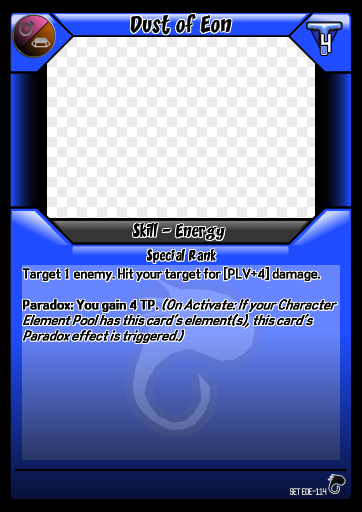 Dust of Eon
4
Skill - Energy
Special Rank
Target 1 enemy. Hit your target for [PLV+4] damage.
Paradox: You gain 4 TP. (On Activate: If your Character
Element Pool has this card's element(s), this card's
Paradox effect is triggered.)
SET EOE-114